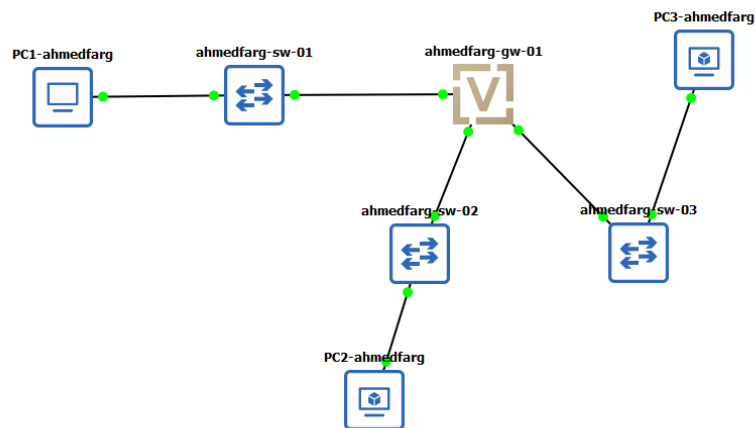 PC3-ahmedfarg
PC1-ahmedfarg
ahmedfarg-sw-01
ahmedfarg-gw-01
V
ahmedfarg-sw-02
ahmedfarg-sw-03
PC2-ahmedfarg